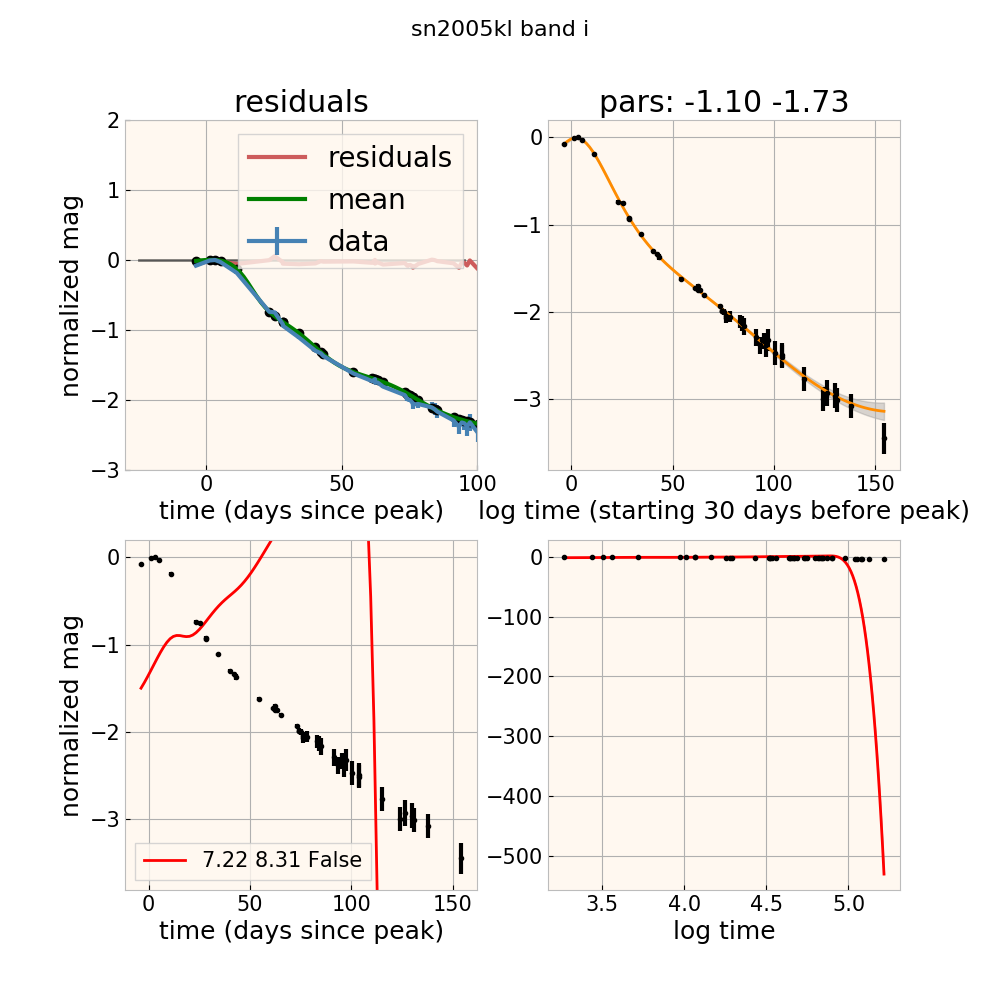 sn2005kl band i
residuals
2
1
0
−1
−2
−3
normalized mag
residuals
mean
data
0
50
100
time (days since peak)
pars: -1.10 -1.73
0
−1
−2
−3
0
50
100
150
log time (starting 30 days before peak)
0
−1
−2
−3
normalized mag
7.22 8.31 False
0
50
100
150
time (days since peak)
0
−100
−200
−300
−400
−500
3.5
4.0
4.5
5.0
log time